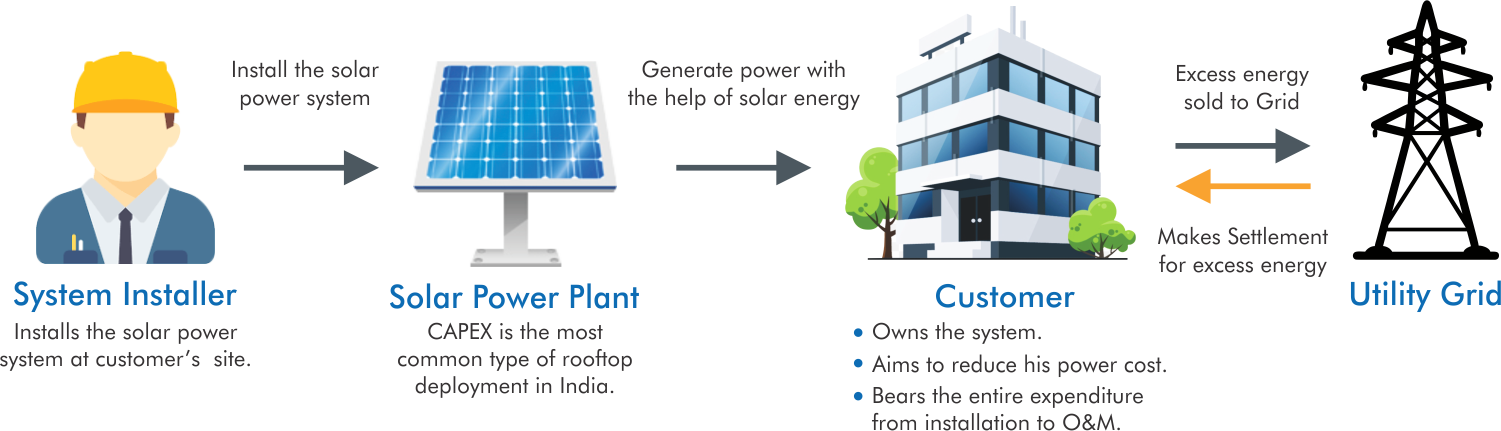 Install the solar
power system
Generate power with
the help of solar energy
Excess energy
sold to Grid
Makes Settlement
for excess energy
System Installer
Installs the solar power
system at customer’s  site.
Solar Power Plant
CAPEX is the most
common type of rooftop
deployment in India.
Customer
• Owns the system.
• Aims to reduce his power cost.
• Bears the entire expenditure
from installation to O&M.
Utility Grid